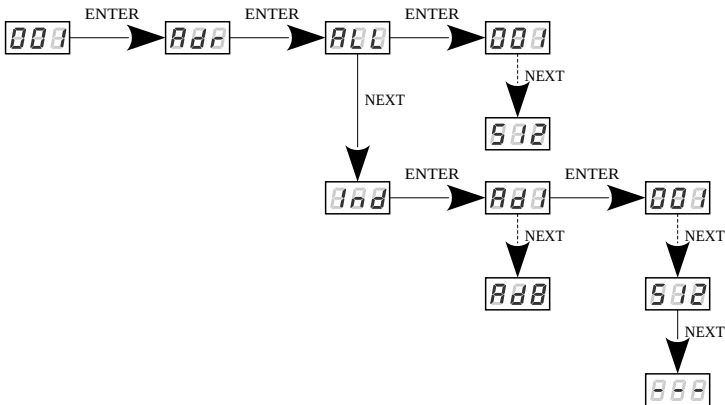 ENTER ENTER ENTER
001 Adr ALL 001
NEXT
NEXT
512
ENTER ENTER
Ind Ad1 001
NEXT NEXT
Ad8 512
NEXT
---